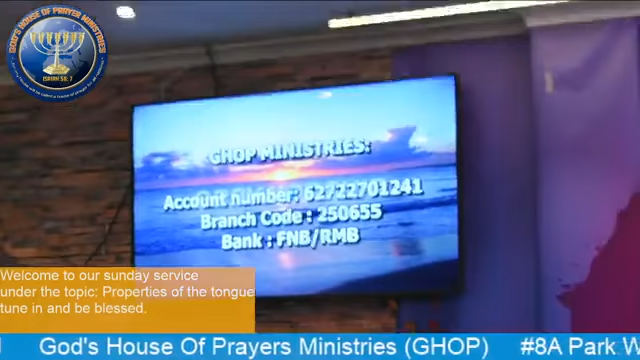 GOD'S HOUSE OF PRAYER MINISTRIES
ISAIAH 56: 7
GHOP MINISTRIES:
Account number: 62722701241
Branch Code : 250655
Bank : FNB/RMB
Welcome to our sunday service
under the topic: Properties of the tongue
tune in and be blessed.
God's House Of Prayers Ministries (GHOP)
#8A Park W